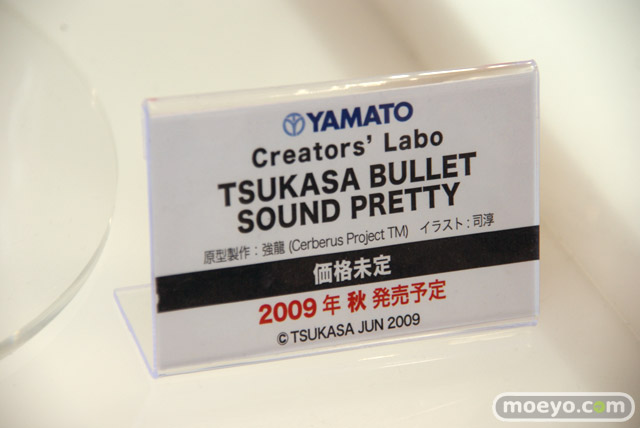 YAMATO
Creators' Labo
TSUKASA BULLET
SOUND PRETTY
原型製作：強龍 (Cerberus Project TM) イラスト：司淳
価格未定
2009年 秋 発売予定
© TSUKASA JUN 2009
moeyo.com